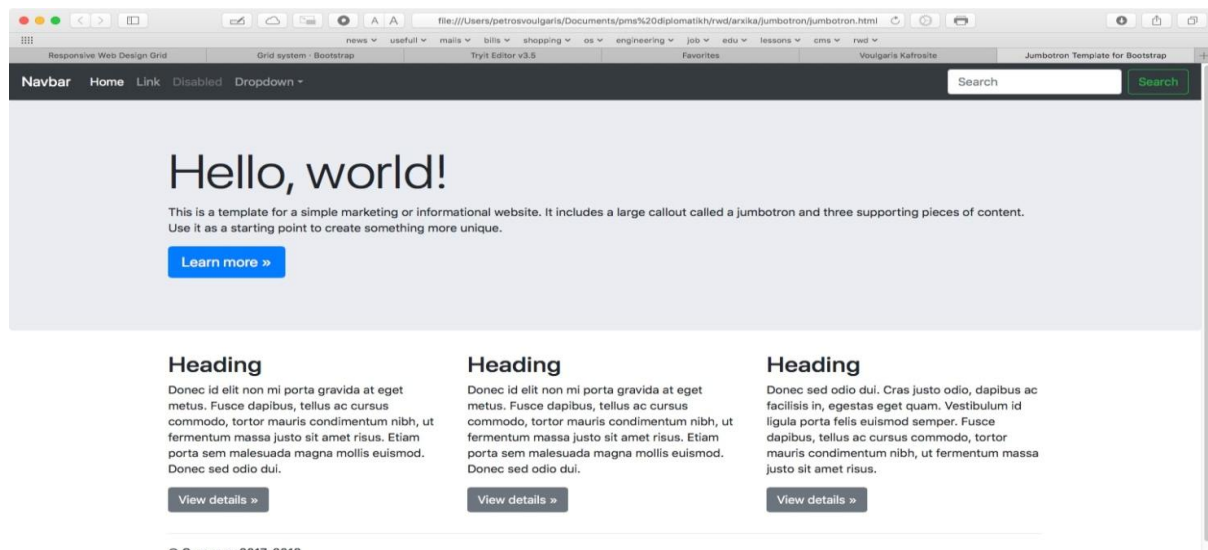 A A file:///Users/petrosvoulgaris/Documents/pms%20diplomatikh/rwd/arxika/jumbotron/jumbotron.html
news usefull mails bills shopping os engineering job edu lessons cms rwd
Responsive Web Design Grid Grid system · Bootstrap Tryit Editor v3.5 Favorites Voulgaris Kafrosite Jumbotron Template for Bootstrap
Navbar Home Link Disabled Dropdown Search Search
Hello, world!
This is a template for a simple marketing or informational website. It includes a large callout called a jumbotron and three supporting pieces of content.
Use it as a starting point to create something more unique.
Learn more »
Heading
Donec id elit non mi porta gravida at eget
metus. Fusce dapibus, tellus ac cursus
commodo, tortor mauris condimentum nibh, ut
fermentum massa justo sit amet risus. Etiam
porta sem malesuada magna mollis euismod.
Donec sed odio dui.
View details »
Heading
Donec id elit non mi porta gravida at eget
metus. Fusce dapibus, tellus ac cursus
commodo, tortor mauris condimentum nibh, ut
fermentum massa justo sit amet risus. Etiam
porta sem malesuada magna mollis euismod.
Donec sed odio dui.
View details »
Heading
Donec sed odio dui. Cras justo odio, dapibus ac
facilisis in, egestas eget quam. Vestibulum id
ligula porta felis euismod semper. Fusce
dapibus, tellus ac cursus commodo, tortor
mauris condimentum nibh, ut fermentum massa
justo sit amet risus.
View details »